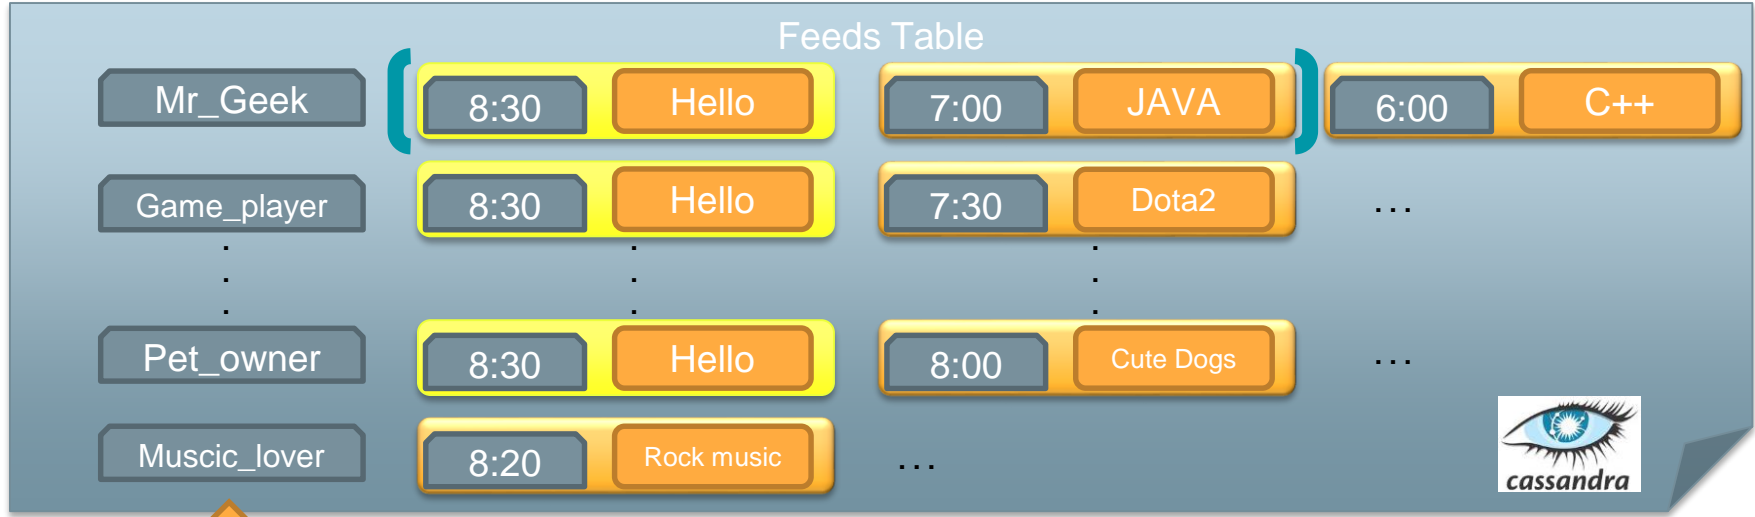 Feeds Table
Mr_Geek 8:30 Hello 7:00 JAVA 6:00 C++
Game_player 8:30 Hello 7:30 Dota2 ...
Pet_owner 8:30 Hello 8:00 Cute Dogs ...
Muscic_lover 8:20 Rock music ...
cassandra